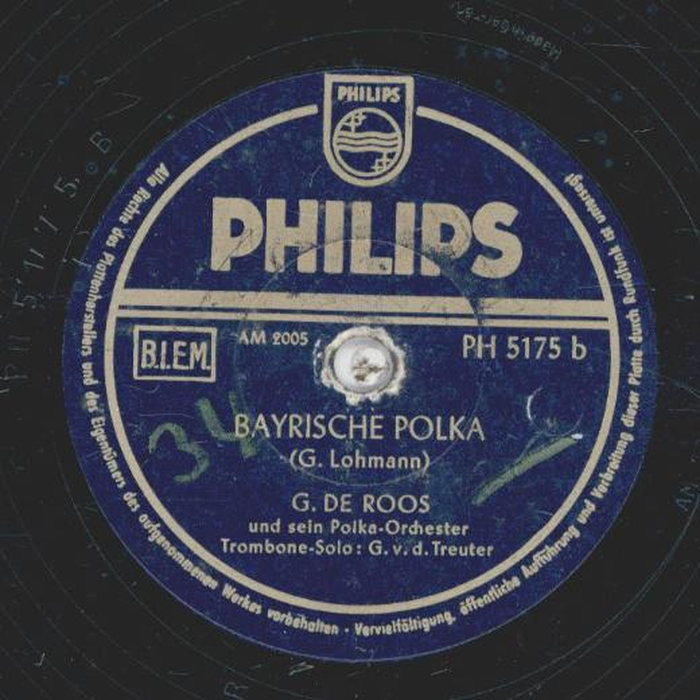 PHILIPS
PHILIPS
B.I.E.M.
AM 2005
PH 5175 b
34
BAYRISCHE POLKA
(G. Lohmann)
G. DE ROOS
und sein Polka-Orchester
Trombone-Solo: G. v. d. Treuter
Alle Rechte des Plattenherstellers und des Eigentümers des aufgenommenen Werkes vorbehalten · Vervielfältigung, öffentliche Aufführung und Verbreitung dieser Platte durch Rundfunk ist untersagt!